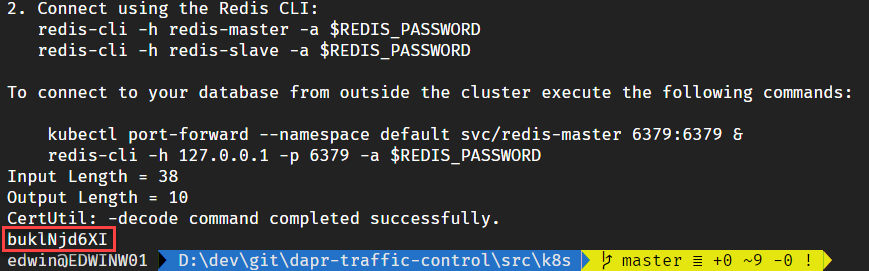 2. Connect using the Redis CLI:
redis-cli -h redis-master -a $REDIS_PASSWORD
redis-cli -h redis-slave -a $REDIS_PASSWORD
To connect to your database from outside the cluster execute the following commands:
kubectl port-forward --namespace default svc/redis-master 6379:6379 &
redis-cli -h 127.0.0.1 -p 6379 -a $REDIS_PASSWORD
Input Length = 38
Output Length = 10
CertUtil: -decode command completed successfully.
buklNjd6XI
edwin@EDWINW01 D:\dev\git\dapr-traffic-control\src\k8s master ≡ +0 ~9 -0 !